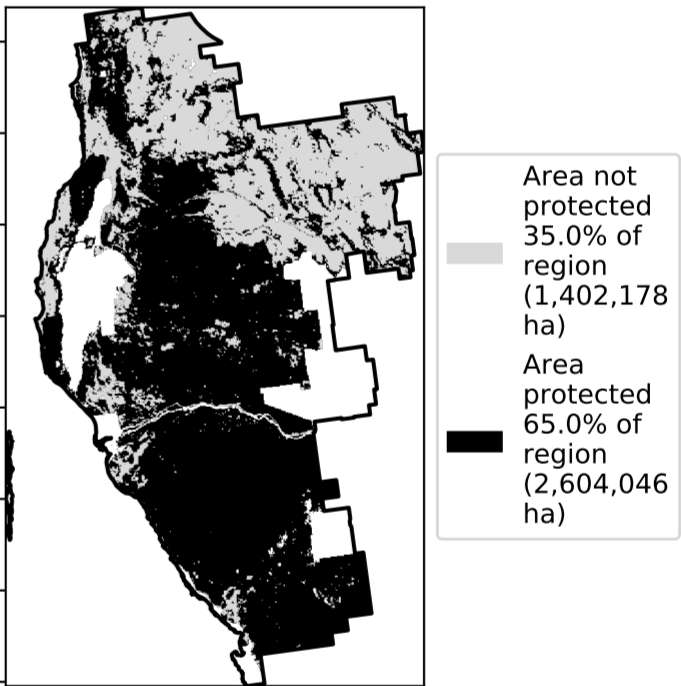 Area not
protected
35.0% of
region
(1,402,178
ha)
Area
protected
65.0% of
region
(2,604,046
ha)